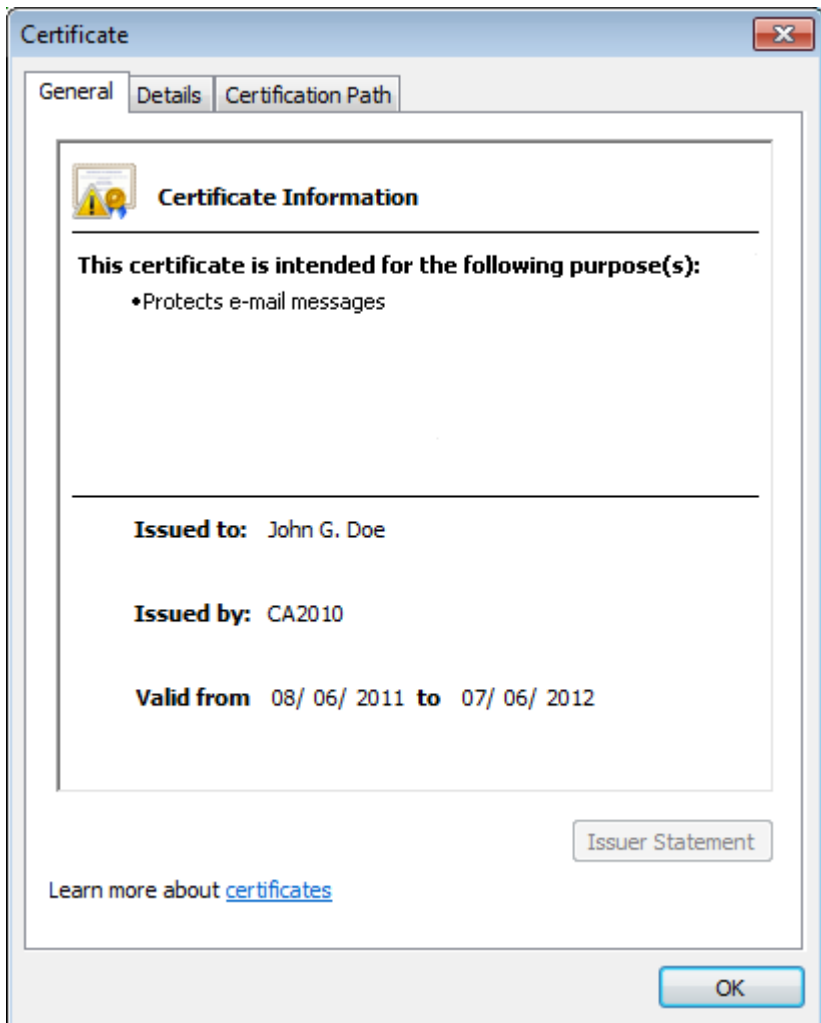 Certificate
General Details Certification Path
Certificate Information
This certificate is intended for the following purpose(s):
•Protects e-mail messages
Issued to: John G. Doe
Issued by: CA2010
Valid from 08/ 06/ 2011 to 07/ 06/ 2012
Issuer Statement
Learn more about certificates
OK